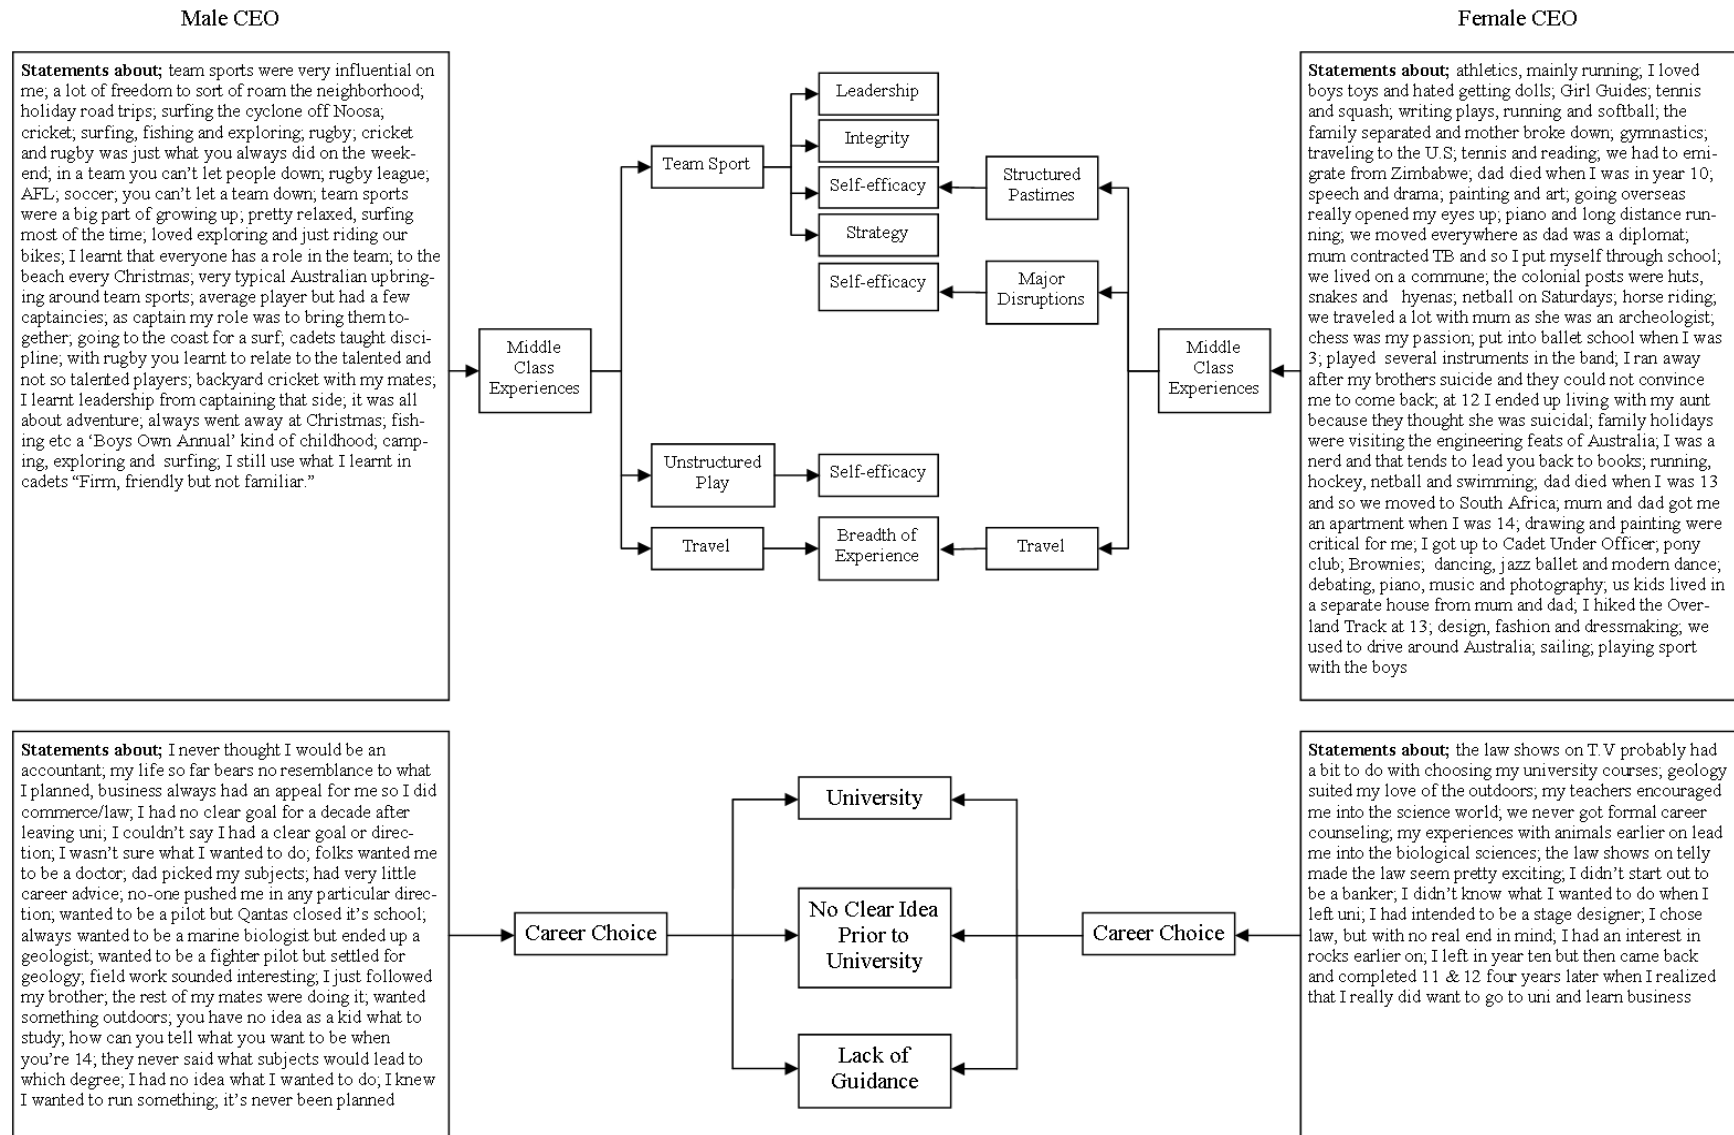 Male CEO
Female CEO
Statements about; team sports were very influential on
me; a lot of freedom to sort of roam the neighborhood;
holiday road trips; surfing the cyclone off Noosa;
cricket; surfing, fishing and exploring; rugby; cricket
and rugby was just what you always did on the week-
end; in a team you can't let people down; rugby league;
AFL; soccer; you can't let a team down; team sports
were a big part of growing up; pretty relaxed, surfing
most of the time; loved exploring and just riding our
bikes; I learnt that everyone has a role in the team; to the
beach every Christmas; very typical Australian upbring-
ing around team sports; average player but had a few
captaincies; as captain my role was to bring them to-
gether; going to the coast for a surf; cadets taught disci-
pline; with rugby you learnt to relate to the talented and
not so talented players; backyard cricket with my mates;
I learnt leadership from captaining that side; it was all
about adventure; always went away at Christmas; fish-
ing etc a 'Boys Own Annual' kind of childhood; camp-
ing, exploring and surfing; I still use what I learnt in
cadets “Firm, friendly but not familiar.”
Middle
Class
Experiences
Team Sport
Leadership
Integrity
Self-efficacy
Strategy
Self-efficacy
Structured
Pastimes
Major
Disruptions
Unstructured
Play
Self-efficacy
Travel
Breadth of
Experience
Travel
Middle
Class
Experiences
Statements about; athletics, mainly running; I loved
boys toys and hated getting dolls; Girl Guides; tennis
and squash; writing plays, running and softball; the
family separated and mother broke down; gymnastics;
traveling to the U.S; tennis and reading; we had to emi-
grate from Zimbabwe; dad died when I was in year 10;
speech and drama; painting and art; going overseas
really opened my eyes up; piano and long distance run-
ning; we moved everywhere as dad was a diplomat;
mum contracted TB and so I put myself through school;
we lived on a commune; the colonial posts were huts,
snakes and hyenas; netball on Saturdays; horse riding;
we traveled a lot with mum as she was an archeologist;
chess was my passion; put into ballet school when I was
3; played several instruments in the band; I ran away
after my brothers suicide and they could not convince
me to come back; at 12 I ended up living with my aunt
because they thought she was suicidal; family holidays
were visiting the engineering feats of Australia; I was a
nerd and that tends to lead you back to books; running,
hockey, netball and swimming; dad died when I was 13
and so we moved to South Africa; mum and dad got me
an apartment when I was 14; drawing and painting were
critical for me; I got up to Cadet Under Officer; pony
club; Brownies; dancing, jazz ballet and modern dance;
debating, piano, music and photography; us kids lived in
a separate house from mum and dad; I hiked the Over-
land Track at 13; design, fashion and dressmaking; we
used to drive around Australia; sailing; playing sport
with the boys
Statements about; I never thought I would be an
accountant; my life so far bears no resemblance to what
I planned, business always had an appeal for me so I did
commerce/law; I had no clear goal for a decade after
leaving uni; I couldn't say I had a clear goal or direc-
tion; I wasn't sure what I wanted to do; folks wanted me
to be a doctor; dad picked my subjects; had very little
career advice; no-one pushed me in any particular direc-
tion; wanted to be a pilot but Qantas closed it's school;
always wanted to be a marine biologist but ended up a
geologist; wanted to be a fighter pilot but settled for
geology; field work sounded interesting; I just followed
my brother; the rest of my mates were doing it; wanted
something outdoors; you have no idea as a kid what to
study; how can you tell what you want to be when
you're 14; they never said what subjects would lead to
which degree; I had no idea what I wanted to do; I knew
I wanted to run something; it's never been planned
Career Choice
University
No Clear Idea
Prior to
University
Lack of
Guidance
Career Choice
Statements about; the law shows on T.V probably had
a bit to do with choosing my university courses; geology
suited my love of the outdoors; my teachers encouraged
me into the science world; we never got formal career
counseling; my experiences with animals earlier on lead
me into the biological sciences; the law shows on telly
made the law seem pretty exciting; I didn't start out to
be a banker; I didn't know what I wanted to do when I
left uni; I had intended to be a stage designer; I chose
law, but with no real end in mind; I had an interest in
rocks earlier on; I left in year ten but then came back
and completed 11 & 12 four years later when I realized
that I really did want to go to uni and learn business